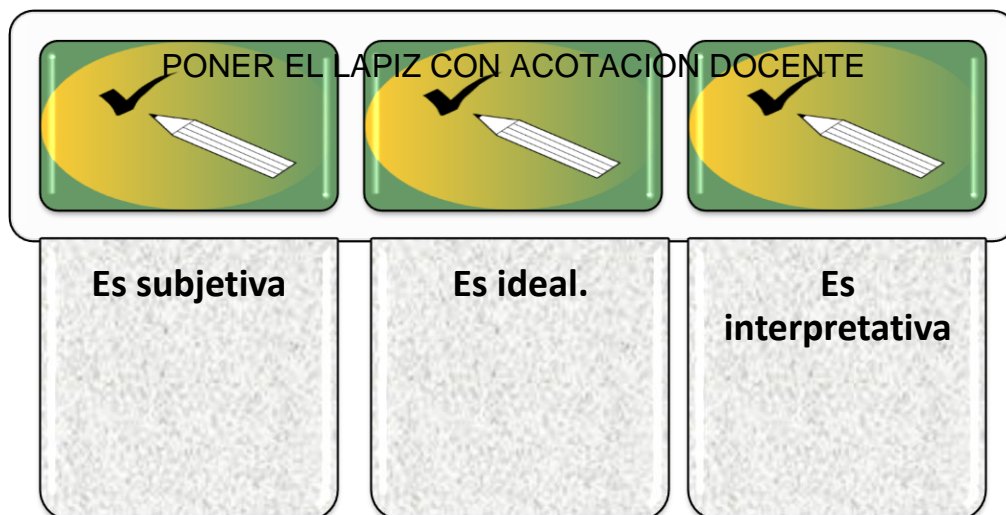 PONER EL LAPIZ CON ACOTACION DOCENTE
Es subjetiva
Es ideal.
Es
interpretativa